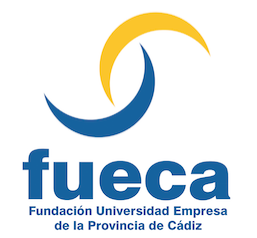 fueca
Fundación Universidad Empresa
de la Provincia de Cádiz